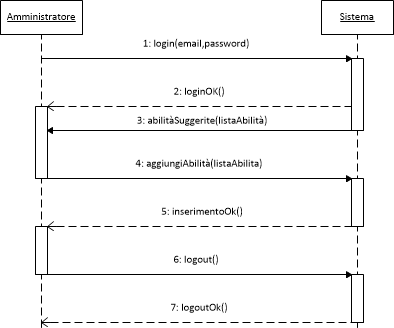 Amministratore
Sistema
1: login(email,password)
2: loginOK()
3: abilitàSuggerite(listaAbilità)
4: aggiungiAbilità(listaAbilita)
5: inserimentoOk()
6: logout()
7: logoutOk()